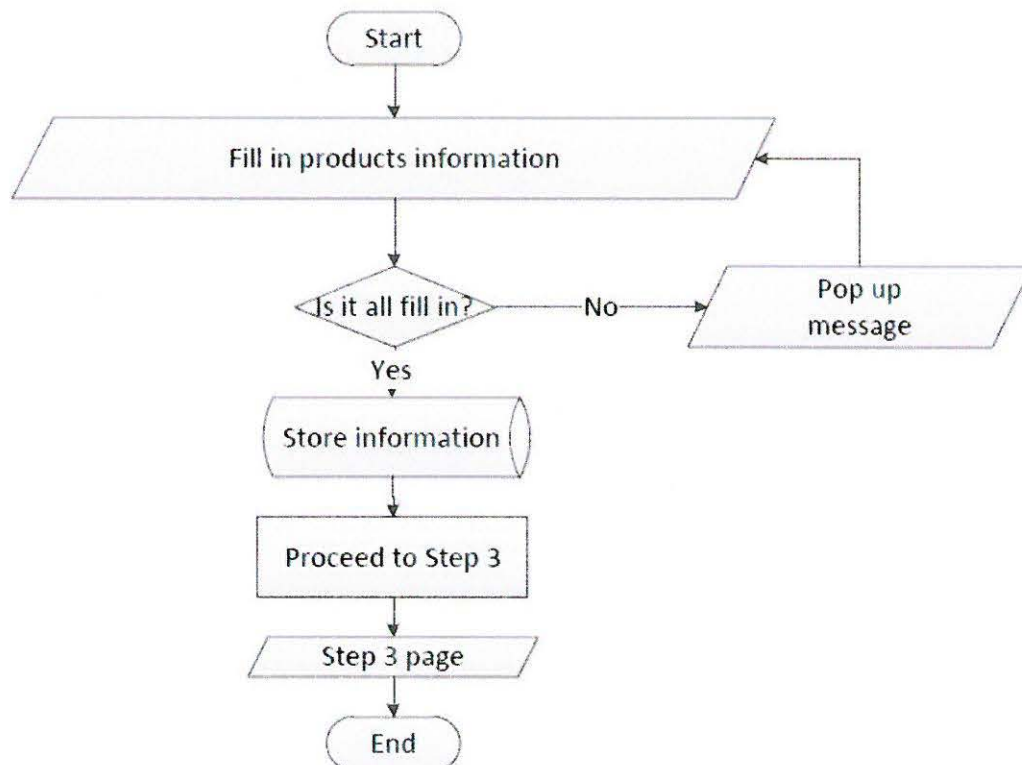 Start
Fill in products information
Is it all fill in?
No
Pop up
message
Yes
Store information
Proceed to Step 3
Step 3 page
End